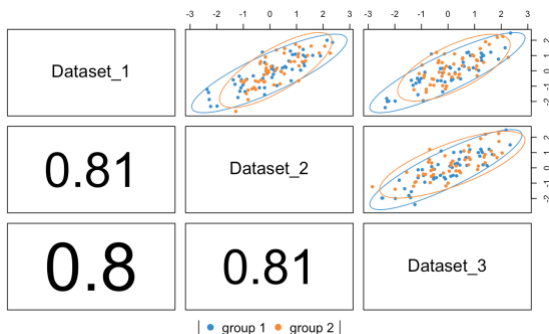 -3 -2 -1 0 1 2 3 -3 -2 -1 0 1 2 3
Dataset_1
-2 -1 0 1 2
0.81
Dataset_2
-2 -1 0 1 2
0.8
0.81
Dataset_3
group 1 group 2